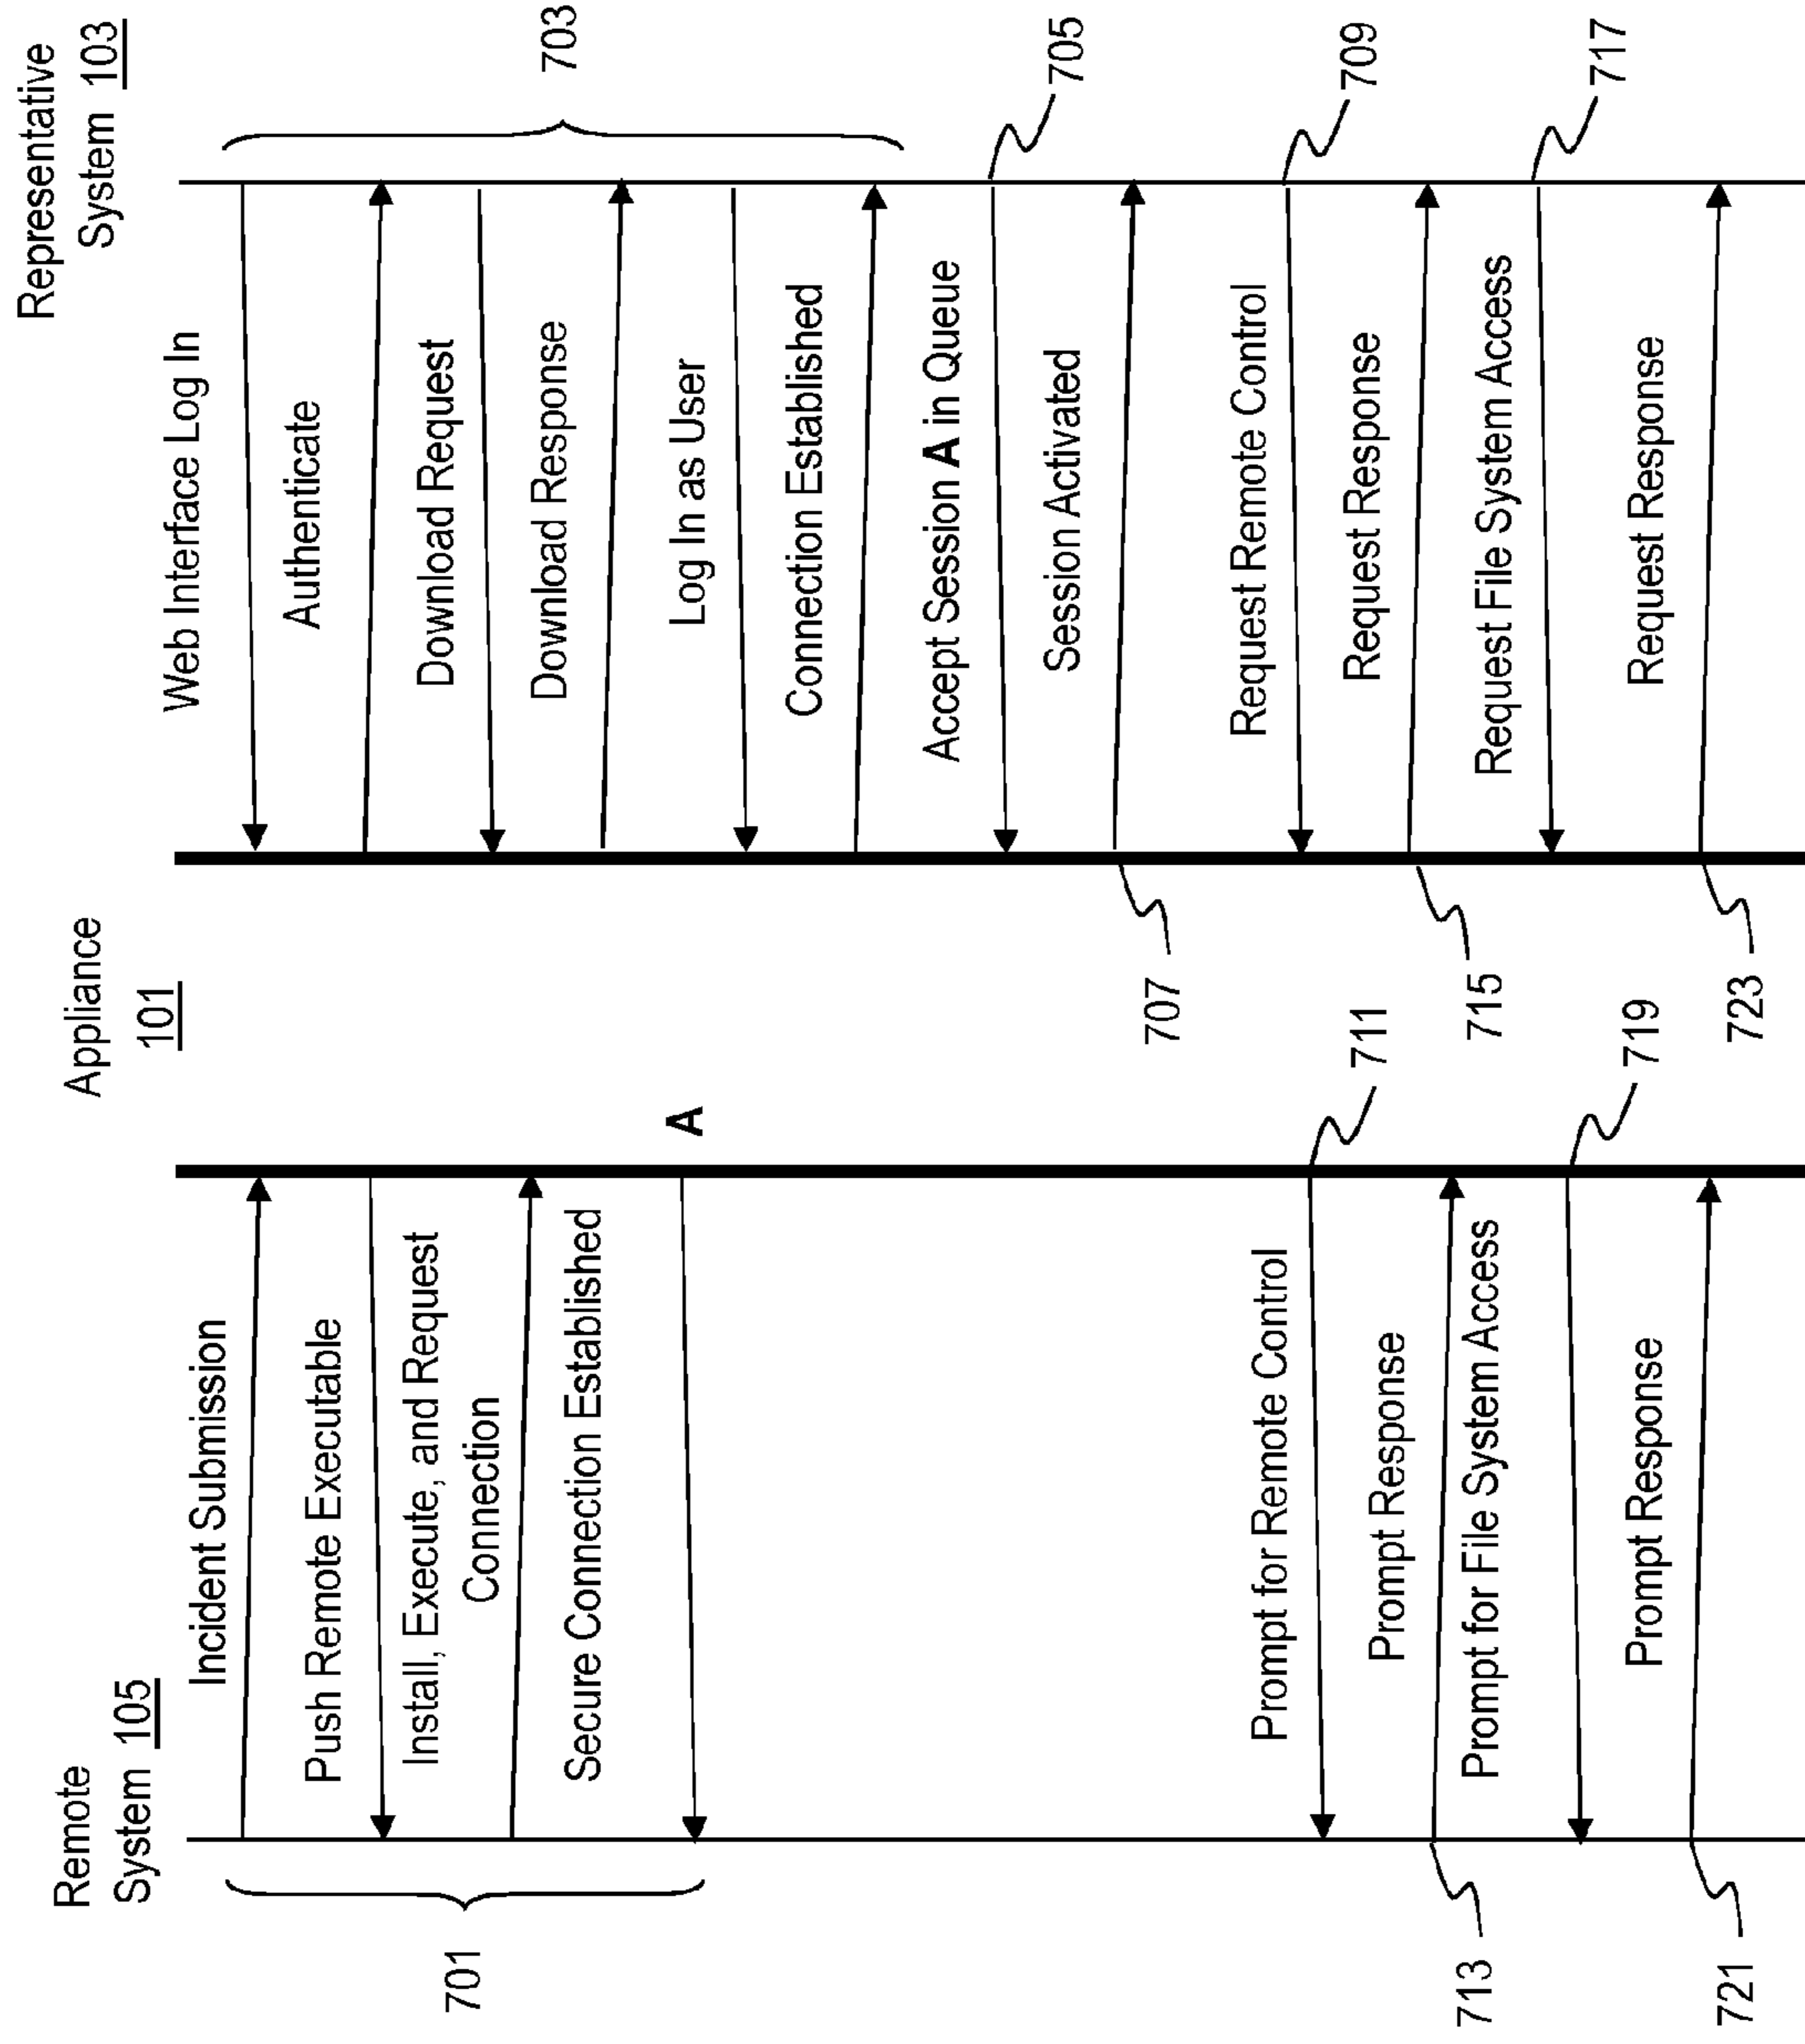 Remote
System 105
Appliance
101
Representative
System 103
701
Incident Submission
Push Remote Executable
Install, Execute, and Request
Connection
Secure Connection Established
A
Web Interface Log In
Authenticate
Download Request
Download Response
Log In as User
Connection Established
703
Accept Session A in Queue
705
Session Activated
707
Request Remote Control
709
Prompt for Remote Control
711
Prompt Response
713
Request Response
715
Request File System Access
717
Prompt for File System Access
719
Prompt Response
721
Request Response
723